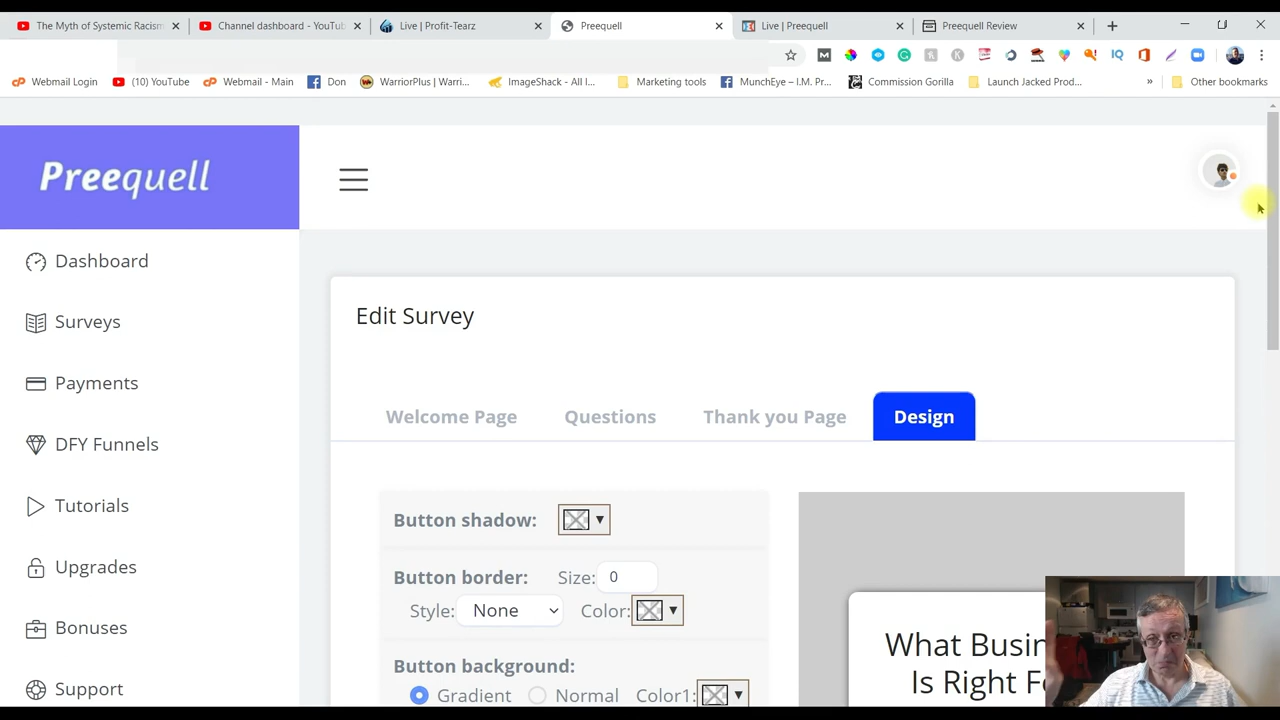 The Myth of Systemic Racism
Channel dashboard - YouTu
Live | Profit-Tearz
Preequell
Live | Preequell
Preequell Review
Webmail Login
(10) YouTube
Webmail - Main
Don
WarriorPlus | Warri...
ImageShack - All I...
Marketing tools
MunchEye – I.M. Pr...
Commission Gorilla
Launch Jacked Prod...
»
Other bookmarks
Preequell
Dashboard
Surveys
Payments
DFY Funnels
Tutorials
Upgrades
Bonuses
Support
Edit Survey
Welcome Page
Questions
Thank you Page
Design
Button shadow:
Button border: Size: 0
Style: None Color:
Button background:
Gradient Normal Color1:
What Busin
Is Right F